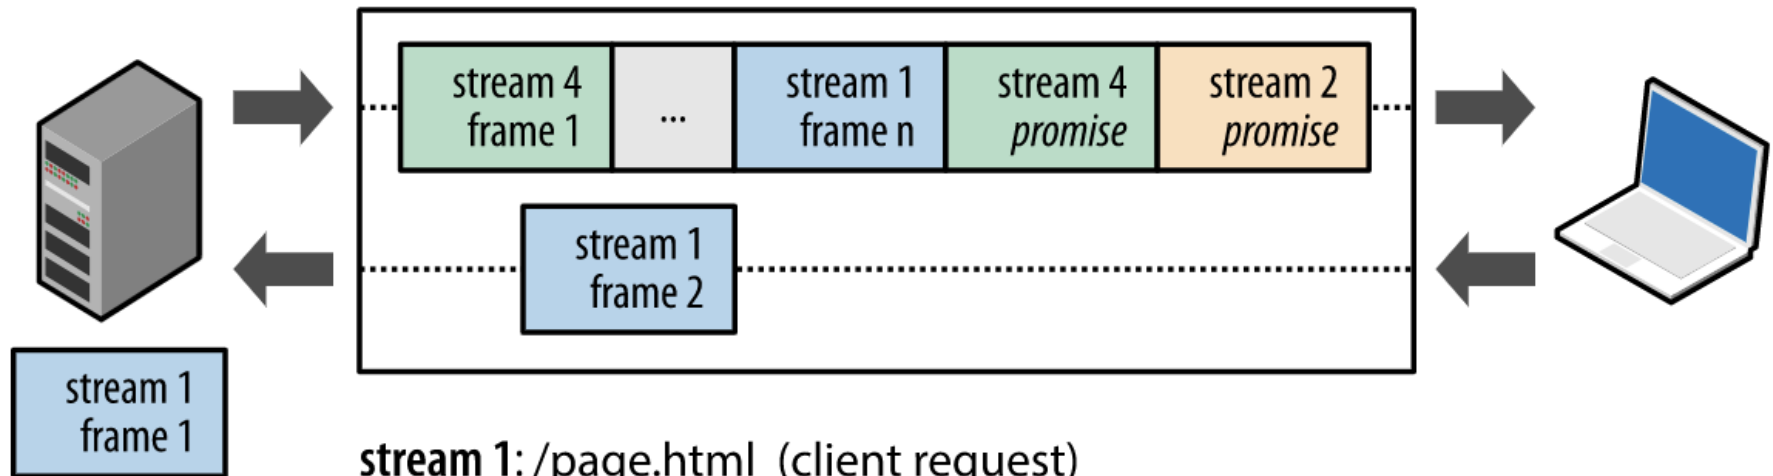 stream 4
frame 1
...
stream 1
frame n
stream 4
promise
stream 2
promise
stream 1
frame 2
stream 1
frame 1
stream 1: /page.html (client request)